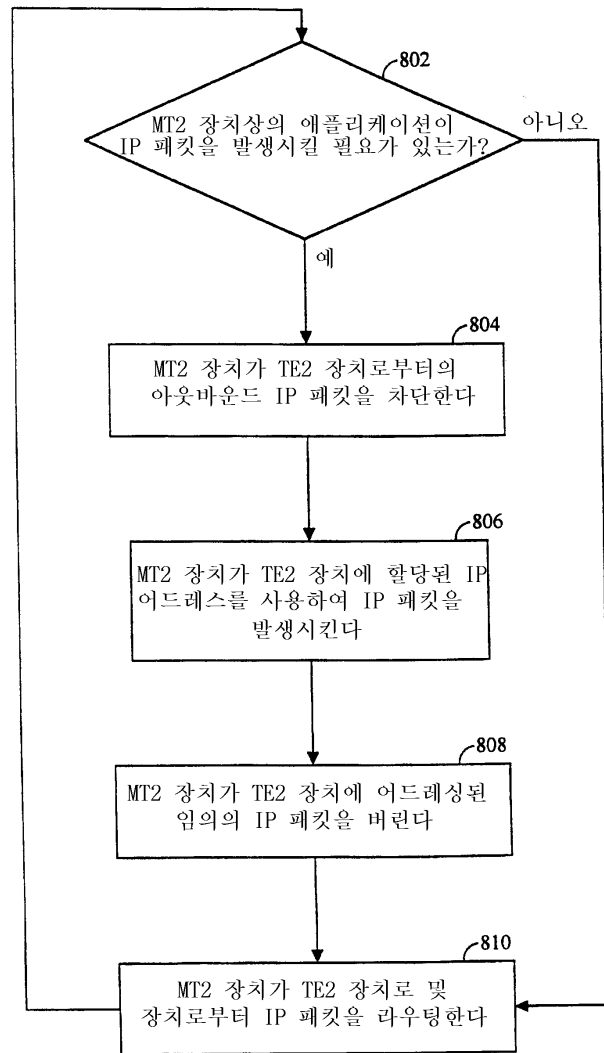 802
MT2 장치상의 애플리케이션이
IP 패킷을 발생시킬 필요가 있는가?
아니오
예
804
MT2 장치가 TE2 장치로부터의
아웃바운드 IP 패킷을 차단한다
806
MT2 장치가 TE2 장치에 할당된 IP
어드레스를 사용하여 IP 패킷을
발생시킨다
808
MT2 장치가 TE2 장치에 어드레싱된
임의의 IP 패킷을 버린다
810
MT2 장치가 TE2 장치로 및
장치로부터 IP 패킷을 라우팅한다